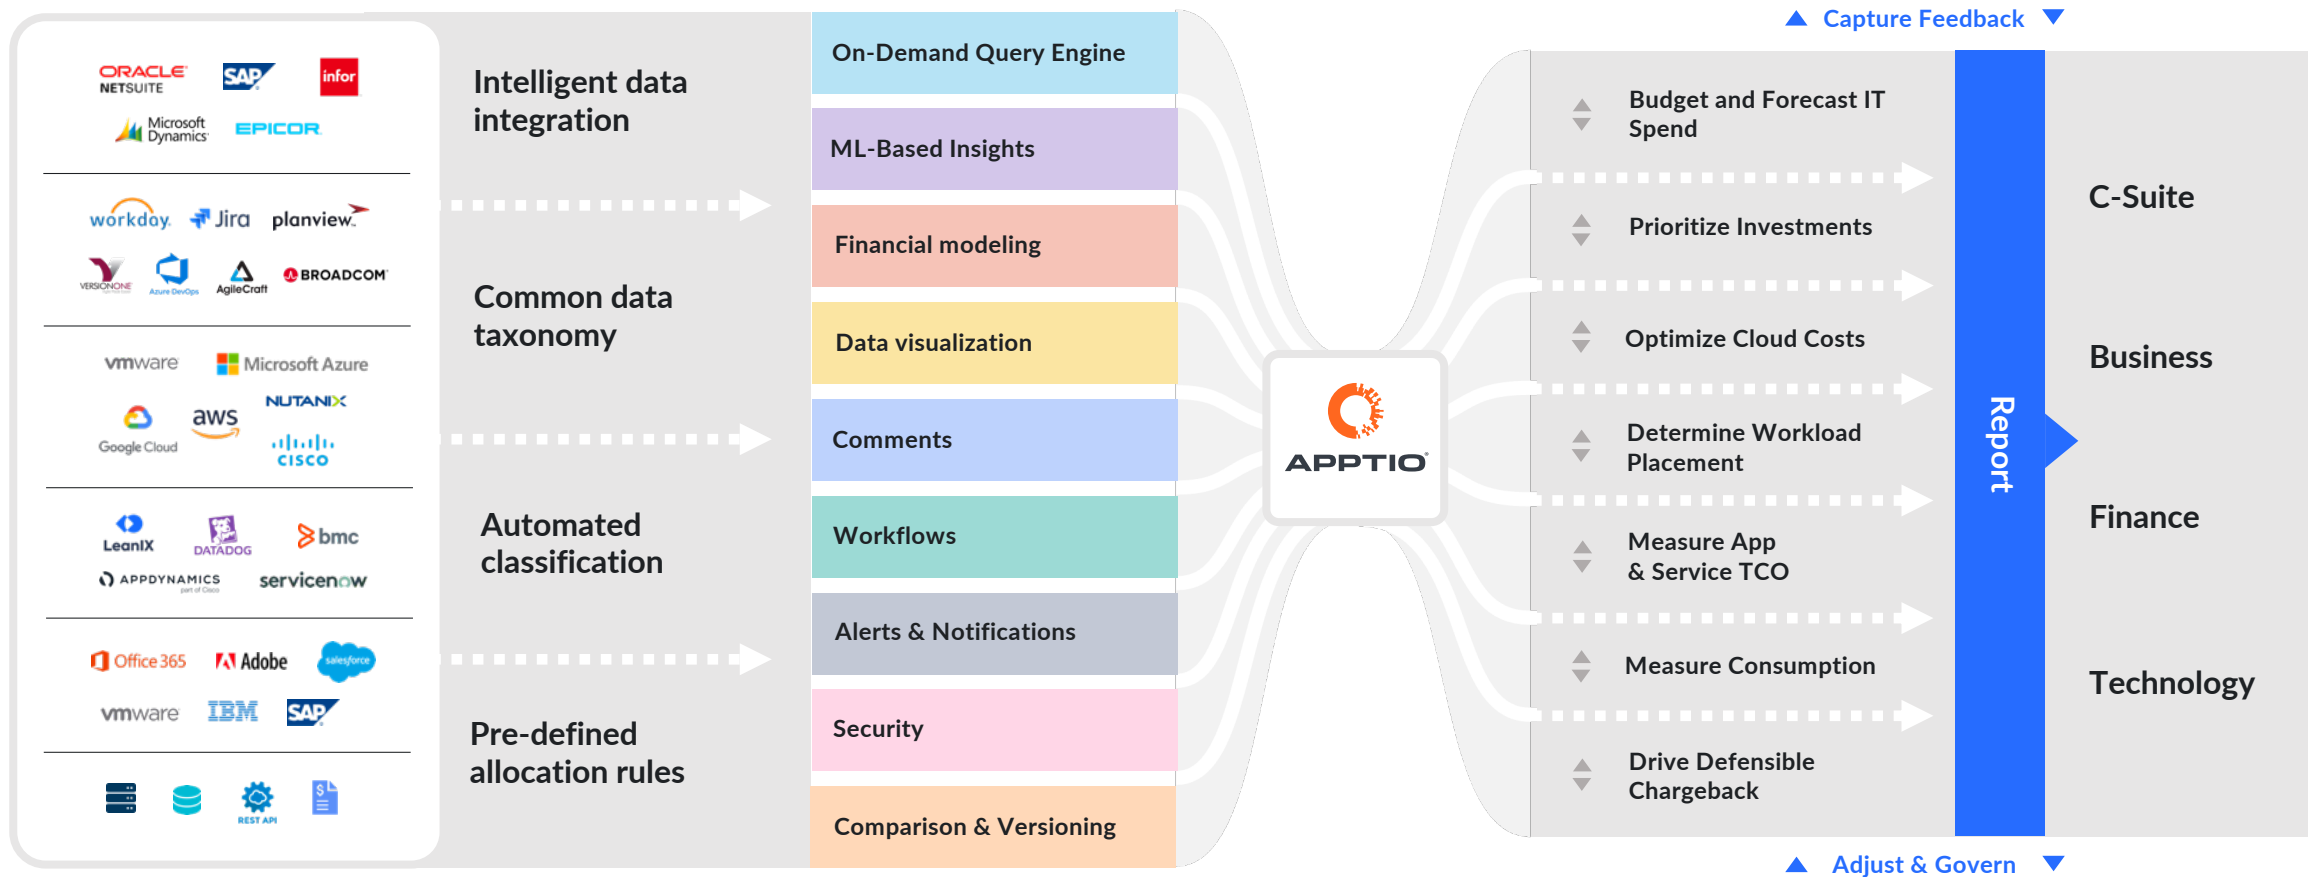 ORACLE
NETSUITE
SAP
infor
Microsoft
Dynamics
EPICOR
workday.
Jira
planview
VERSIONONE
Azure DevOps
AgileCraft
BROADCOM
vmware
Microsoft Azure
Google Cloud
aws
NUTANIX
CISCO
LeanIX
DATADOG
bmc
APPDYNAMICS
part of Cisco
servicenow
Office 365
Adobe
salesforce
vmware
IBM
SAP
REST API
$
Intelligent data
integration
Common data
taxonomy
Automated
classification
Pre-defined
allocation rules
On-Demand Query Engine
ML-Based Insights
Financial modeling
Data visualization
Comments
Workflows
Alerts & Notifications
Security
Comparison & Versioning
APPTIO
Capture Feedback
Budget and Forecast IT
Spend
Prioritize Investments
Optimize Cloud Costs
Determine Workload
Placement
Measure App
& Service TCO
Measure Consumption
Drive Defensible
Chargeback
Report
C-Suite
Business
Finance
Technology
Adjust & Govern